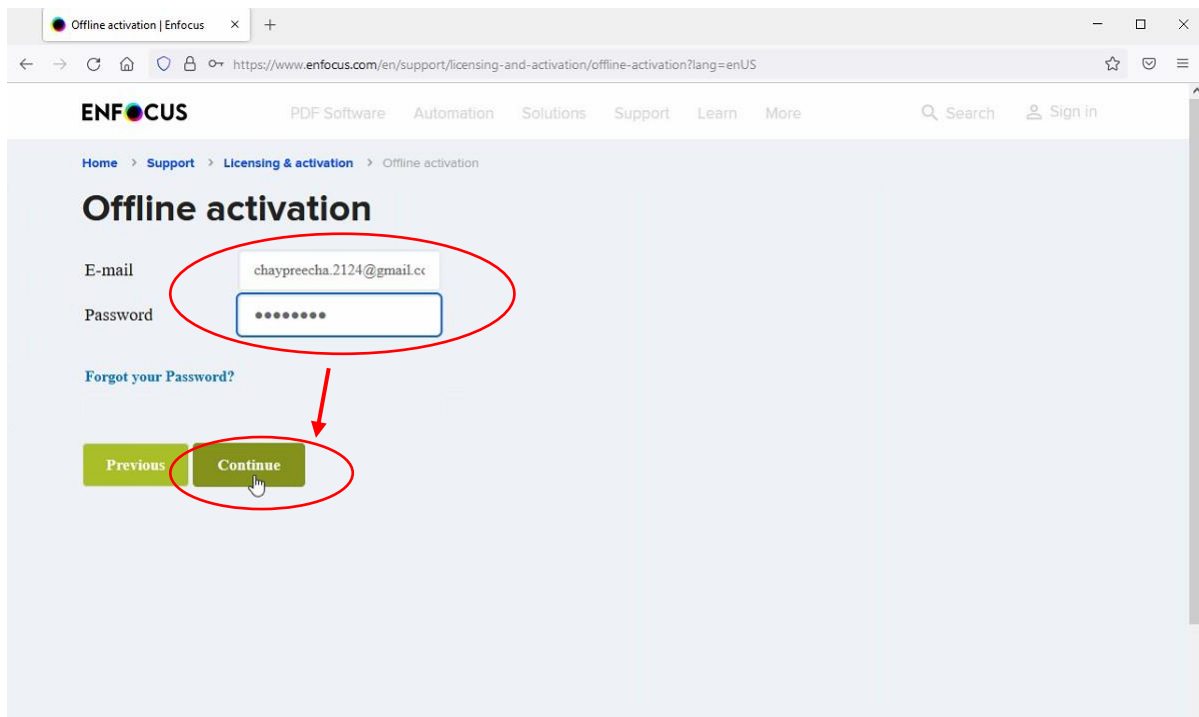 Offline activation | Enfocus
https://www.enfocus.com/en/support/licensing-and-activation/offline-activation?lang=enUS
ENFOCUS PDF Software Automation Solutions Support Learn More Search Sign in
Home > Support > Licensing & activation > Offline activation
Offline activation
E-mail chaypreecha.2124@gmail.co
Password ●●●●●●●●
Forgot your Password?
Previous Continue